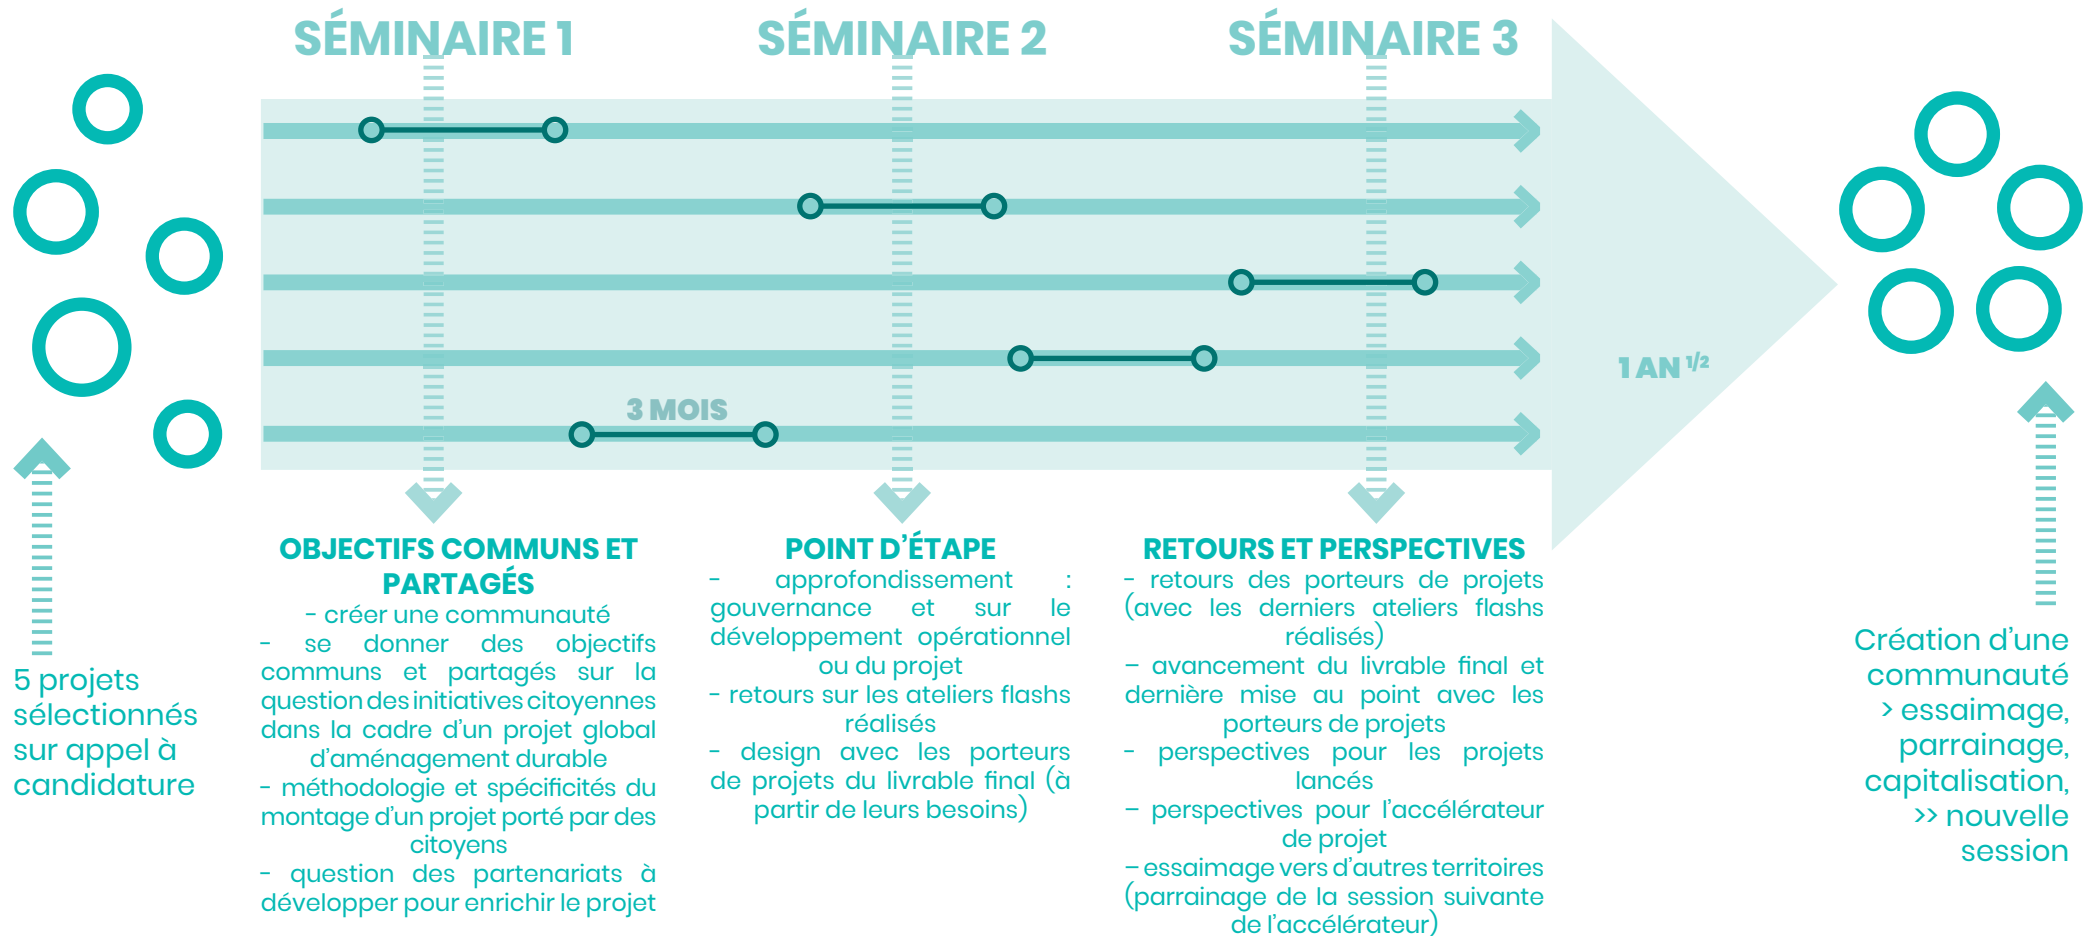 SÉMINAIRE 1
SÉMINAIRE 2
SÉMINAIRE 3
3 MOIS
1 AN 1/2
5 projets
sélectionnés
sur appel à
candidature
OBJECTIFS COMMUNS ET
PARTAGÉS
- créer une communauté
- se donner des objectifs
communs et partagés sur la
question des initiatives citoyennes
dans la cadre d'un projet global
d'aménagement durable
- méthodologie et spécificités du
montage d'un projet porté par des
citoyens
- question des partenariats à
développer pour enrichir le projet
POINT D'ÉTAPE
- approfondissement :
gouvernance et sur le
développement opérationnel
ou du projet
- retours sur les ateliers flashs
réalisés
- design avec les porteurs
de projets du livrable final (à
partir de leurs besoins)
RETOURS ET PERSPECTIVES
- retours des porteurs de projets
(avec les derniers ateliers flashs
réalisés)
– avancement du livrable final et
dernière mise au point avec les
porteurs de projets
- perspectives pour les projets
lancés
– perspectives pour l'accélérateur
de projet
– essaimage vers d'autres territoires
(parrainage de la session suivante
de l'accélérateur)
Création d'une
communauté
> essaimage,
parrainage,
capitalisation,
>> nouvelle
session